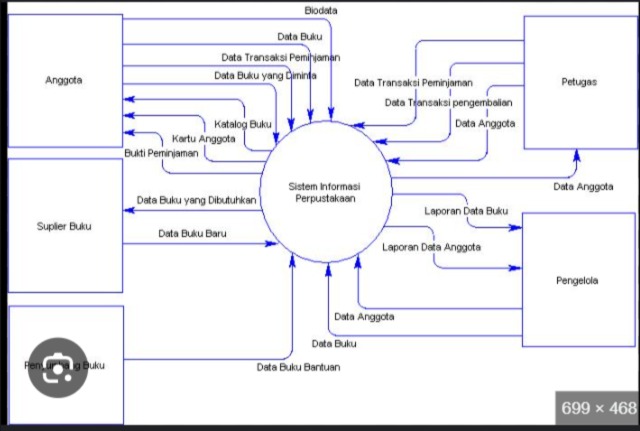 Biodata
Data Buku
Data Transaksi Peminjaman
Data Buku yang Diminta
Anggota
Katalog Buku
Kartu Anggota
Bukti Peminjaman
Data Transaksi Peminjaman
Data Transaksi pengembalian
Data Anggota
Petugas
Sistem Informasi
Perpustakaan
Data Anggota
Suplier Buku
Data Buku yang Dibutuhkan
Data Buku Baru
Laporan Data Buku
Laporan Data Anggota
Pengelola
Data Anggota
Data Buku
Buku
Data Buku Bantuan
699 × 468